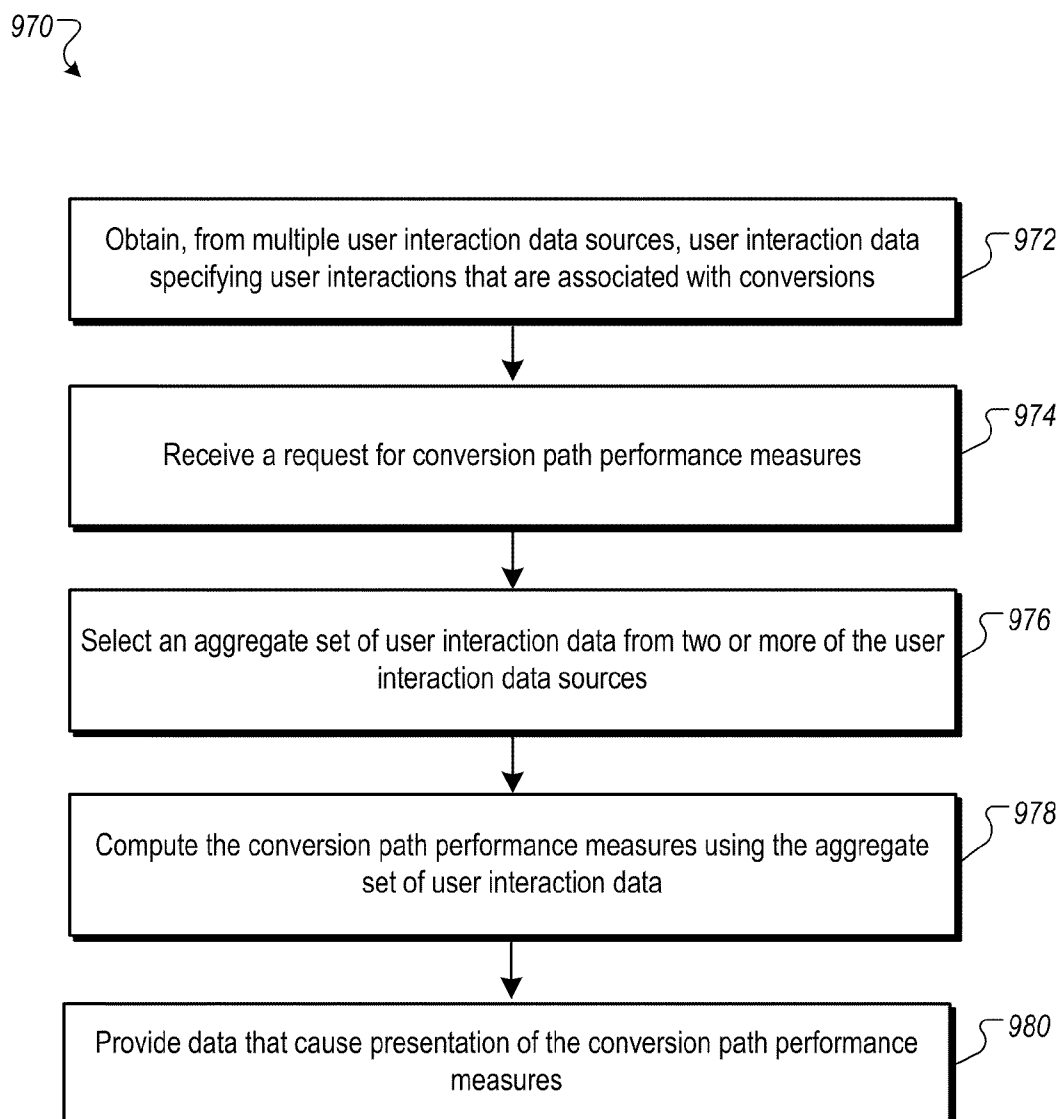 970
Obtain, from multiple user interaction data sources, user interaction data
specifying user interactions that are associated with conversions
972
Receive a request for conversion path performance measures
974
Select an aggregate set of user interaction data from two or more of the user
interaction data sources
976
Compute the conversion path performance measures using the aggregate
set of user interaction data
978
Provide data that cause presentation of the conversion path performance
measures
980